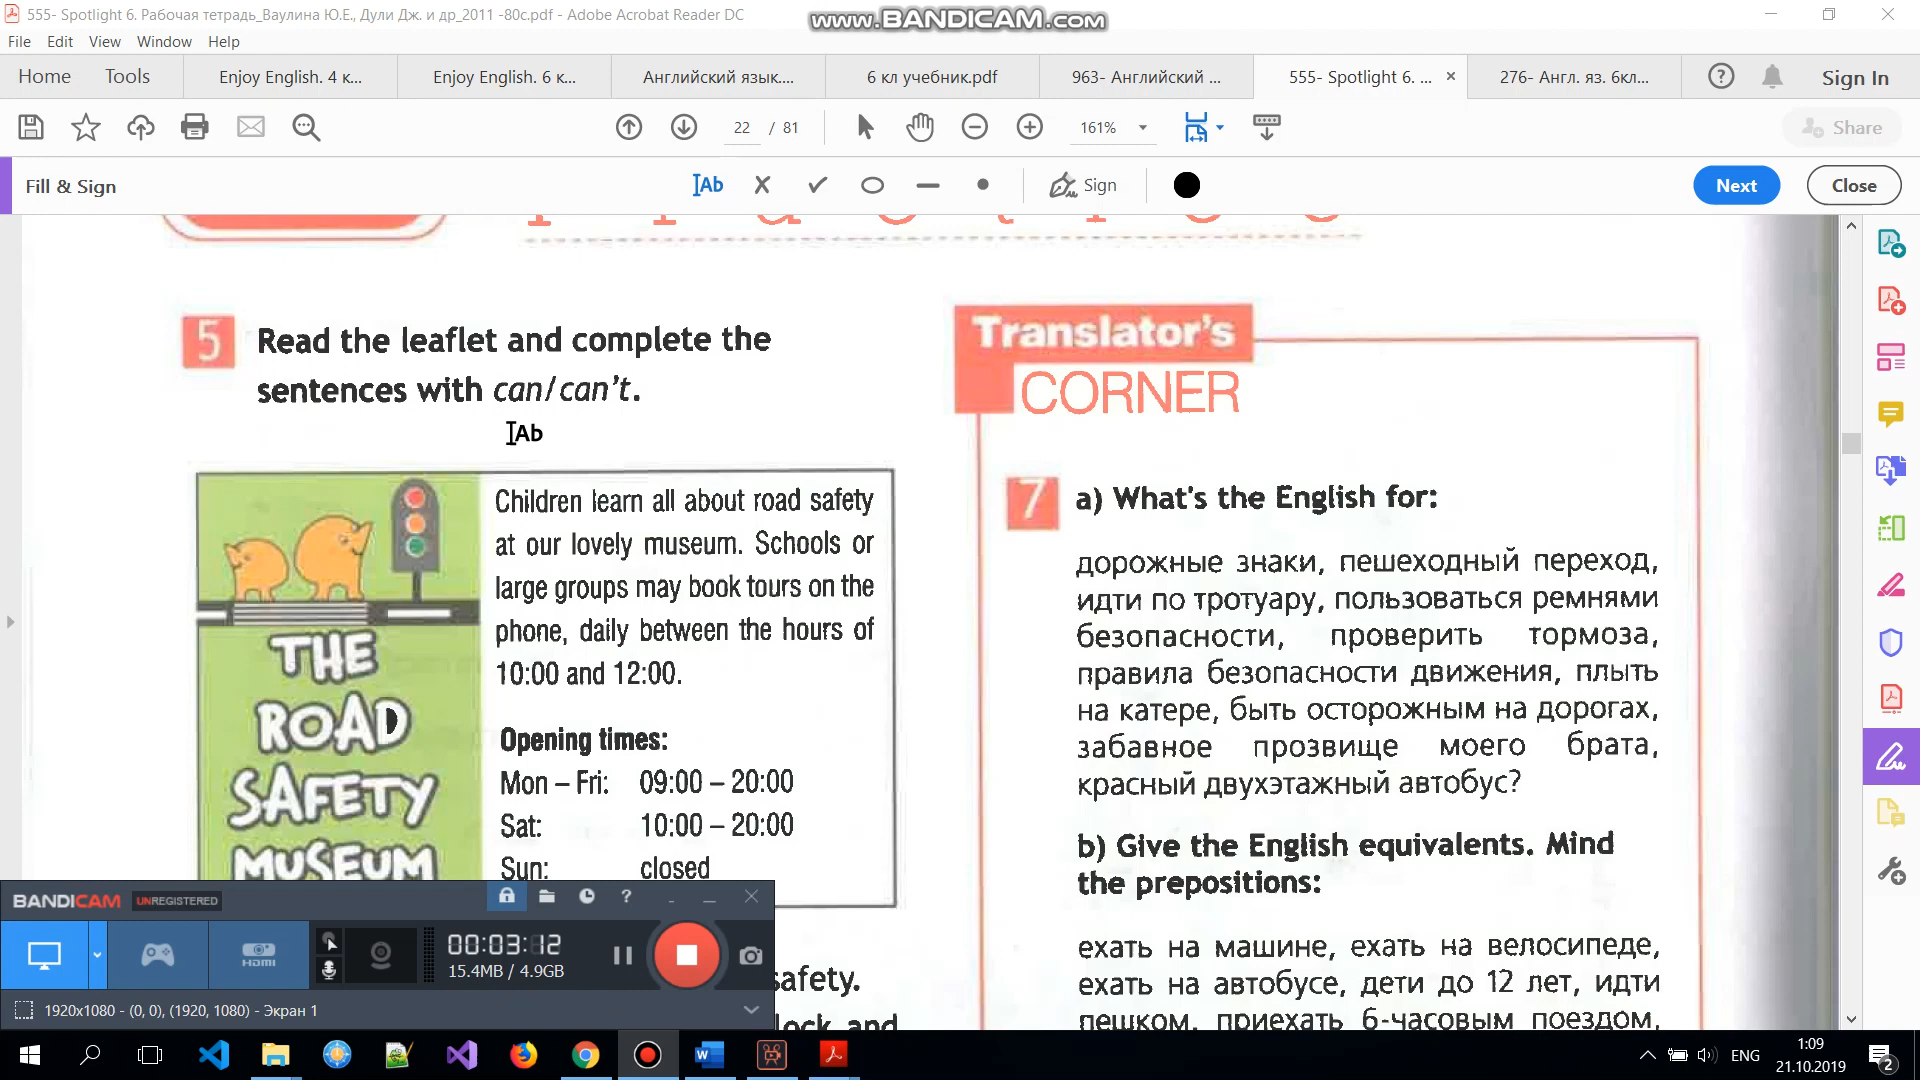 555- Spotlight 6. Рабочая тетрадь_Ваулина Ю.Е., Дули Дж. и др_2011 -80с.pdf - Adobe Acrobat Reader DC
www.BANDICAM.com
File Edit View Window Help
Home Tools Enjoy English. 4 к... Enjoy English. 6 к... Английский язык.... 6 кл учебник.pdf 963- Английский ... 555- Spotlight 6. ... × 276- Англ. яз. 6кл... Sign In
22 / 81 161% Share
Fill & Sign Ab Sign Next Close
5 Read the leaflet and complete the
sentences with can/can't.
Ab
Children learn all about road safety
at our lovely museum. Schools or
large groups may book tours on the
phone, daily between the hours of
10:00 and 12:00.
THE
ROAD
SAFETY
MUSEUM
Opening times:
Mon – Fri: 09:00 – 20:00
Sat: 10:00 – 20:00
Sun: closed
safety.
lock and
Translator's
CORNER
7 a) What's the English for:
дорожные знаки, пешеходный переход,
идти по тротуару, пользоваться ремнями
безопасности, проверить тормоза,
правила безопасности движения, плыть
на катере, быть осторожным на дорогах,
забавное прозвище моего брата,
красный двухэтажный автобус?
b) Give the English equivalents. Mind
the prepositions:
ехать на машине, ехать на велосипеде,
ехать на автобусе, дети до 12 лет, идти
пешком, приехать 6-часовым поездом,
BANDICAM UNREGISTERED
HDMI 00:03:12
15.4MB / 4.9GB
1920x1080 - (0, 0), (1920, 1080) - Экран 1
ENG 1:09
21.10.2019
2